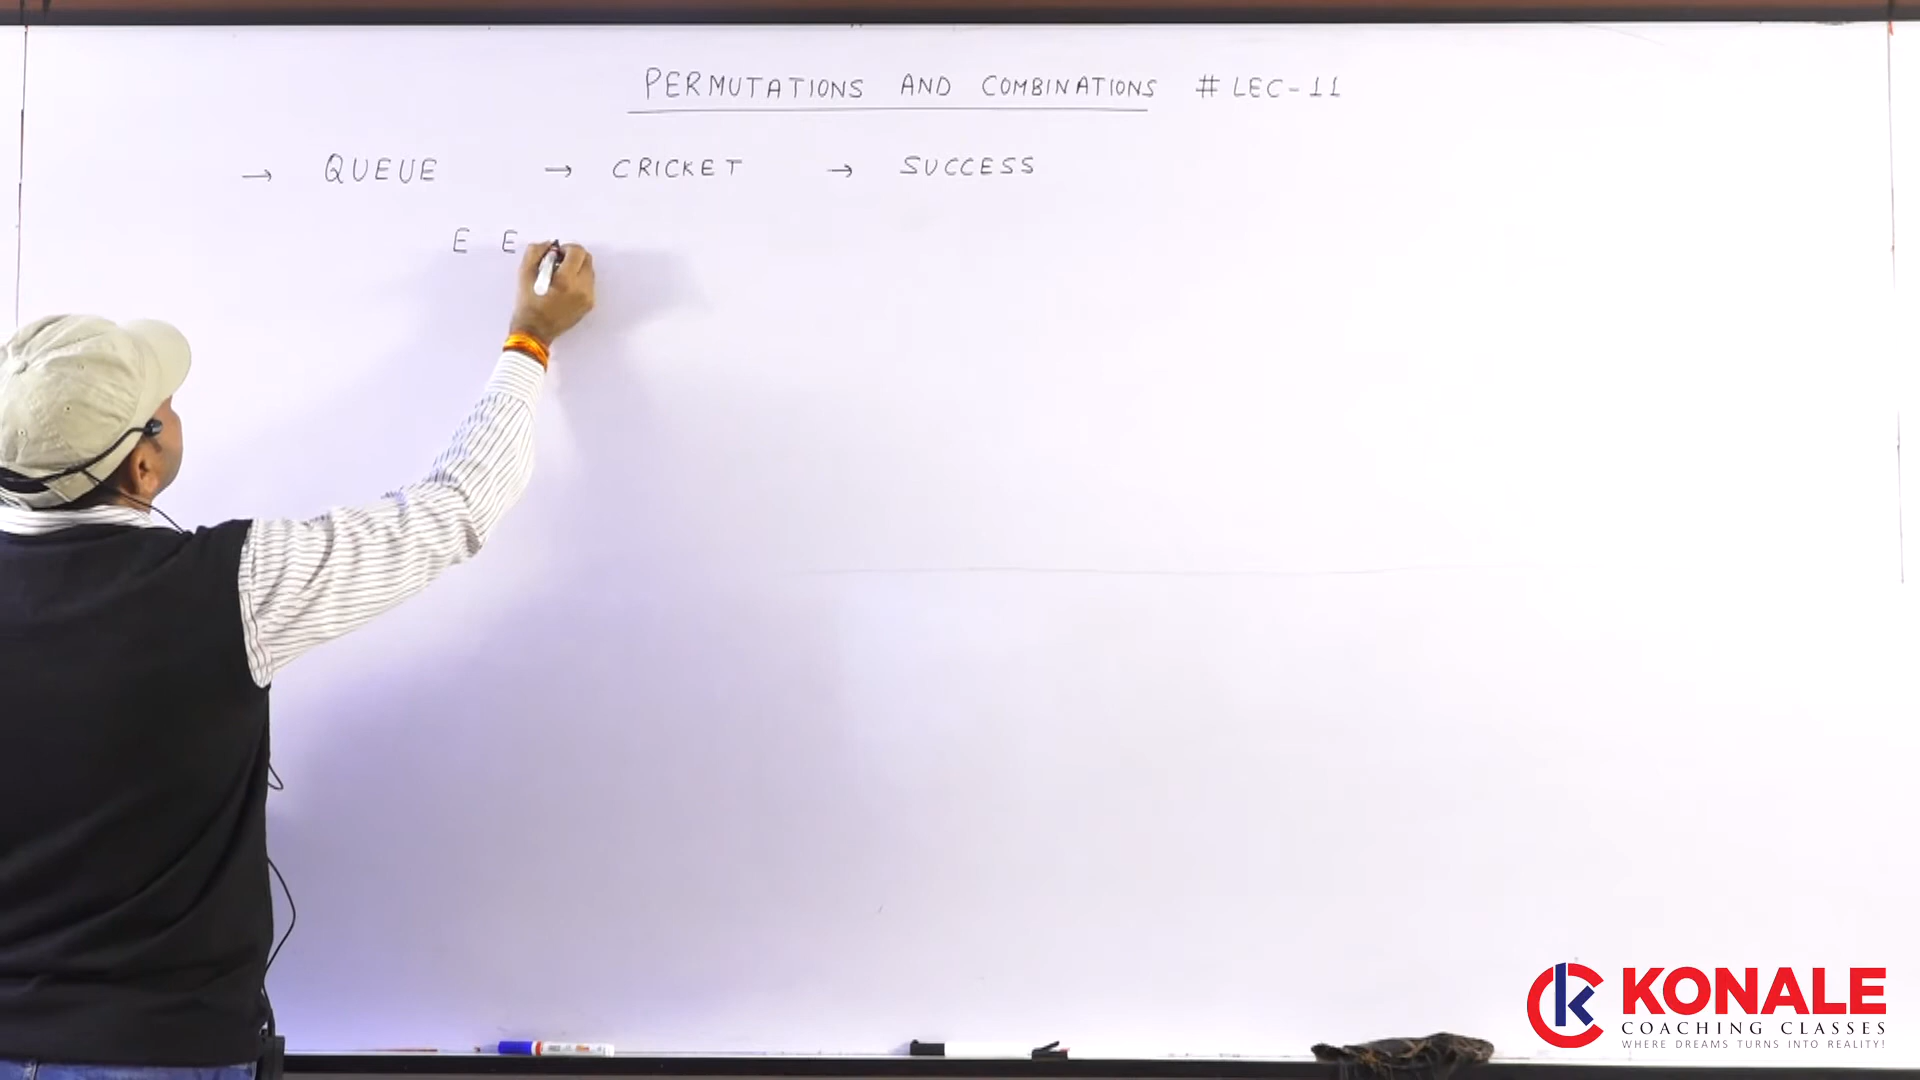 PERMUTATIONS AND COMBINATIONS # LEC-11
→ QUEUE → CRICKET → SUCCESS
E E
KONALE
COACHING CLASSES
WHERE DREAMS TURNS INTO REALITY!